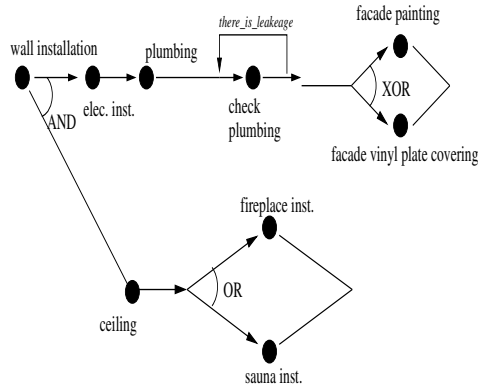 there_is_leakeage
facade painting
wall installation
plumbing
XOR
elec. inst.
check
plumbing
AND
facade vinyl plate covering
fireplace inst.
OR
ceiling
sauna inst.